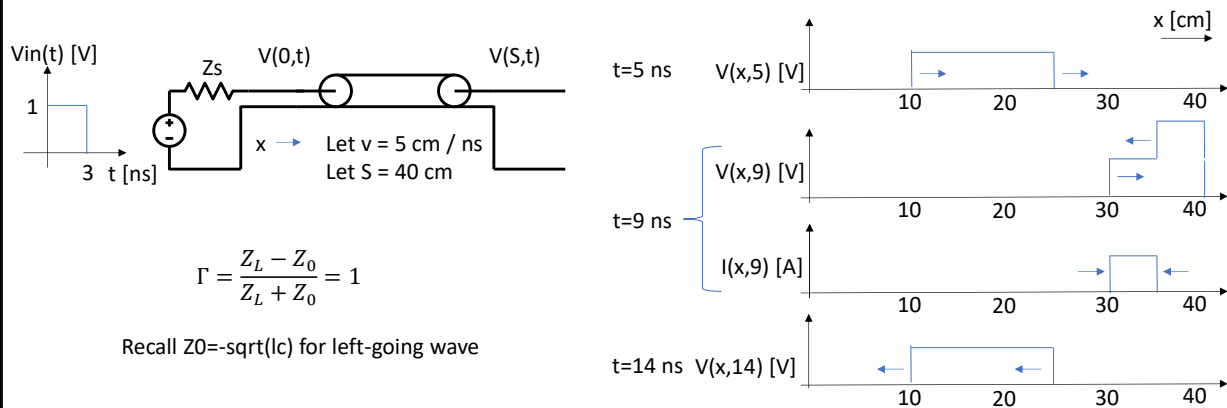 Vin(t) [V]
1
3 t [ns]
Zs
V(0,t)
V(S,t)
+
-
x
Let v = 5 cm / ns
Let S = 40 cm
Γ = (Z_L − Z_0) / (Z_L + Z_0) = 1
Recall Z0=-sqrt(lc) for left-going wave
x [cm]
t=5 ns V(x,5) [V]
10 20 30 40
V(x,9) [V]
10 20 30 40
t=9 ns
I(x,9) [A]
10 20 30 40
t=14 ns V(x,14) [V]
10 20 30 40